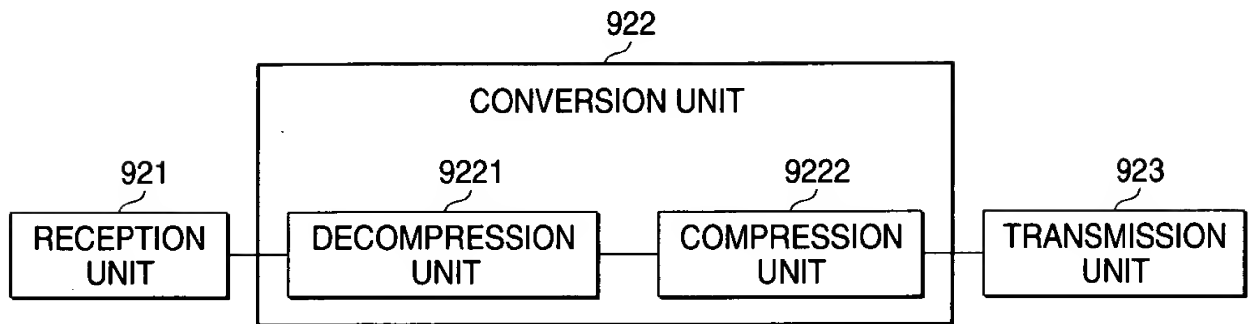 922
CONVERSION UNIT
921
9221
9222
923
RECEPTION
UNIT
DECOMPRESSION
UNIT
COMPRESSION
UNIT
TRANSMISSION
UNIT